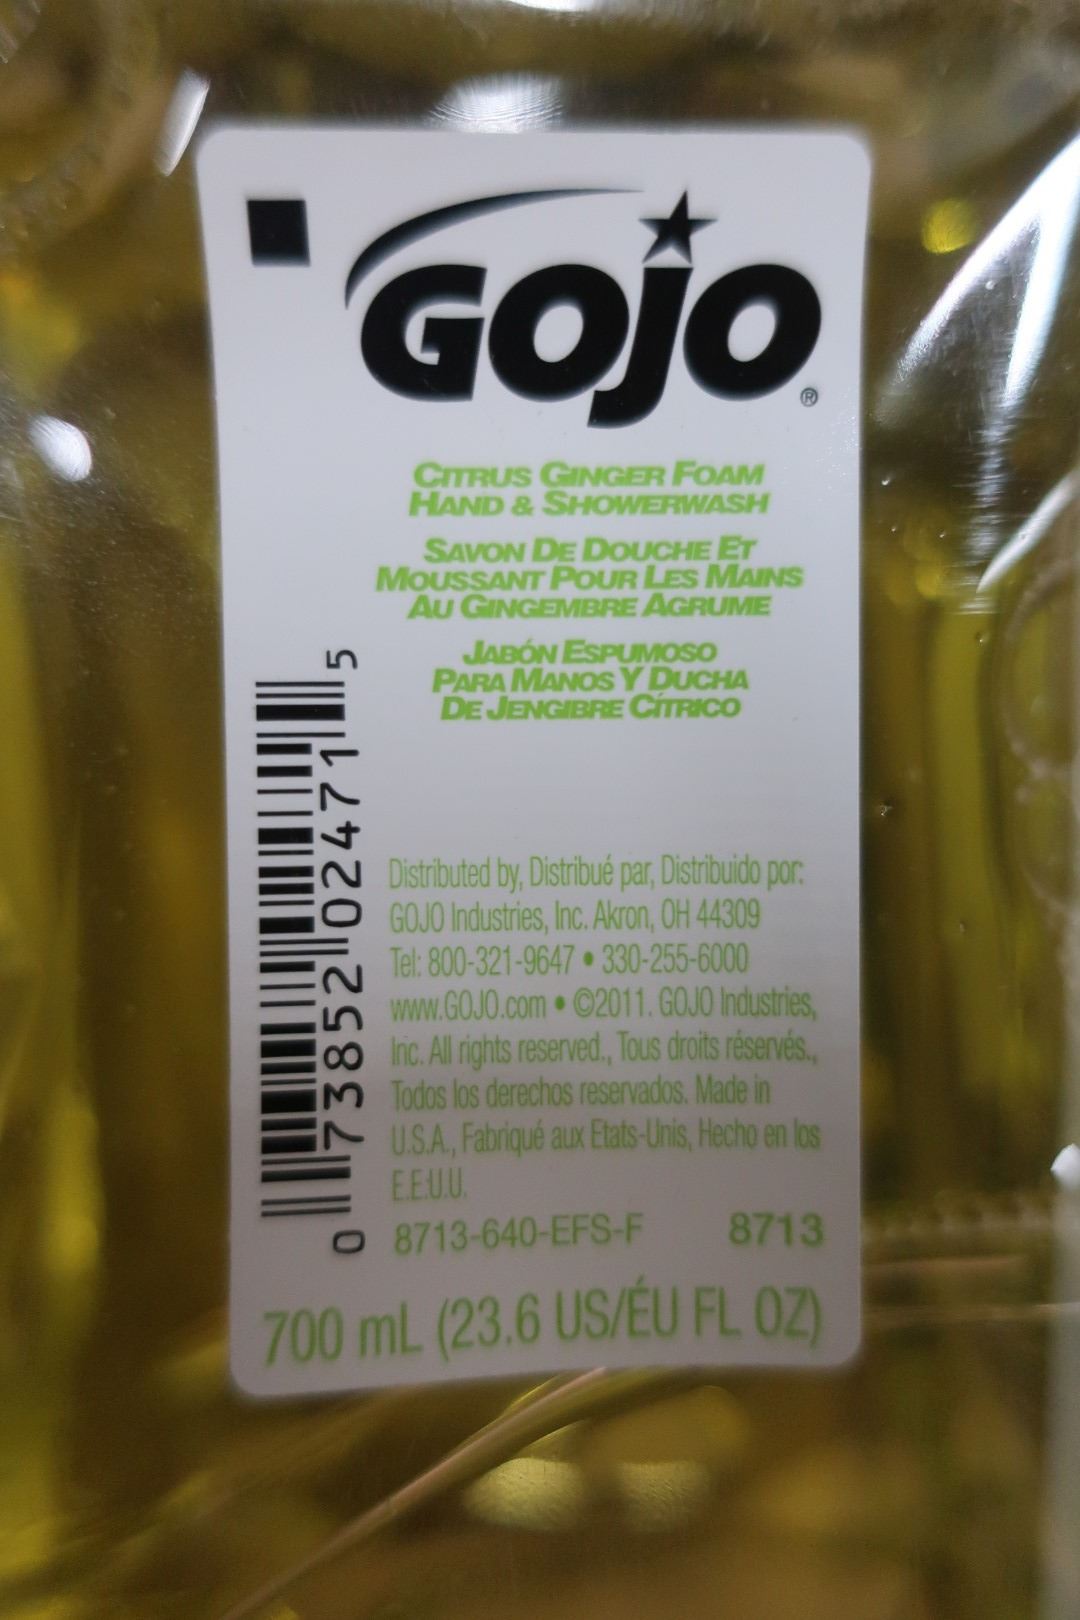 GOJO®
CITRUS GINGER FOAM
HAND & SHOWERWASH
SAVON DE DOUCHE ET
MOUSSANT POUR LES MAINS
AU GINGEMBRE AGRUME
JABÓN ESPUMOSO
PARA MANOS Y DUCHA
DE JENGIBRE CÍTRICO
0 73852 02471 5
Distributed by, Distribué par, Distribuido por:
GOJO Industries, Inc. Akron, OH 44309
Tel: 800-321-9647 • 330-255-6000
www.GOJO.com • ©2011. GOJO Industries,
Inc. All rights reserved., Tous droits réservés.,
Todos los derechos reservados. Made in
U.S.A., Fabriqué aux Etats-Unis, Hecho en los
E.E.U.U.
8713-640-EFS-F 8713
700 mL (23.6 US/ÉU FL OZ)